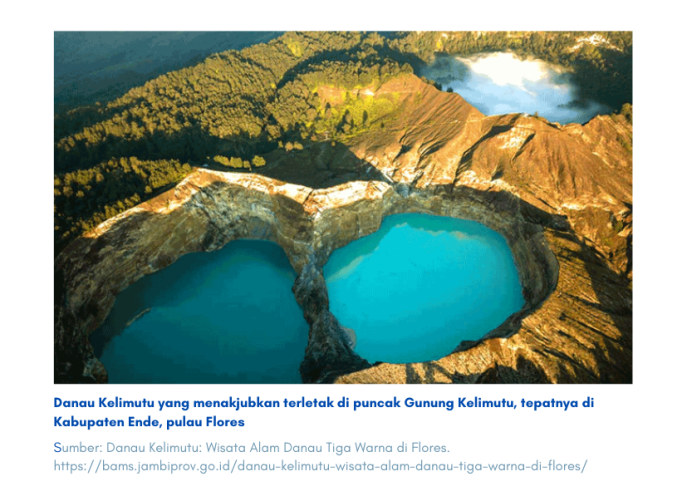 Danau Kelimutu yang menakjubkan terletak di puncak Gunung Kelimutu, tepatnya di
Kabupaten Ende, pulau Flores
Sumber: Danau Kelimutu: Wisata Alam Danau Tiga Warna di Flores.
https://bams.jambiprov.go.id/danau-kelimutu-wisata-alam-danau-tiga-warna-di-flores/